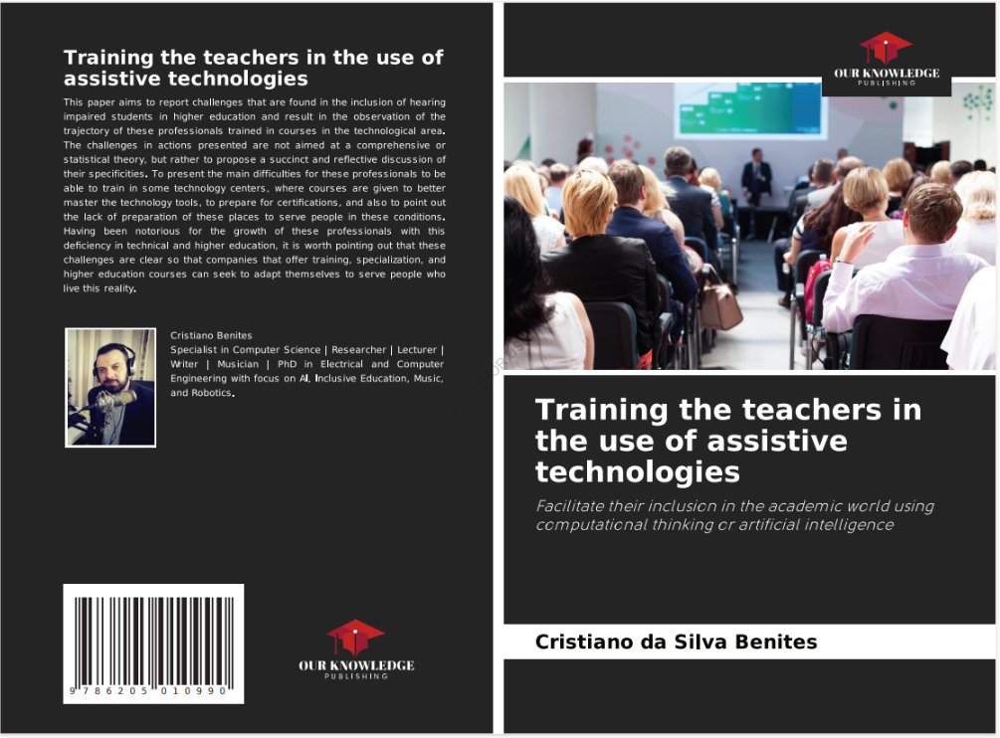 Training the teachers in the use of
assistive technologies
This paper aims to report challenges that are found in the inclusion of hearing
impaired students in higher education and result in the observation of the
trajectory of these professionals trained in courses in the technological area.
The challenges in actions presented are not aimed at a comprehensive or
statistical theory, but rather to propose a succinct and reflective discussion of
their specificities. To present the main difficulties for these professionals to be
able to train in some technology centers, where courses are given to better
master the technology tools, to prepare for certifications, and also to point out
the lack of preparation of these places to serve people in these conditions.
Having been notorious for the growth of these professionals with this
deficiency in technical and higher education, it is worth pointing out that these
challenges are clear so that companies that offer training, specialization, and
higher education courses can seek to adapt themselves to serve people who
live this reality.
Cristiano Benites
Specialist in Computer Science | Researcher | Lecturer |
Writer | Musician | PhD in Electrical and Computer
Engineering with focus on AI, Inclusive Education, Music,
and Robotics.
9 786205 010990
OUR KNOWLEDGE
PUBLISHING
OUR KNOWLEDGE
PUBLISHING
Training the teachers in
the use of assistive
technologies
Facilitate their inclusion in the academic world using
computational thinking or artificial intelligence
Cristiano da Silva Benites